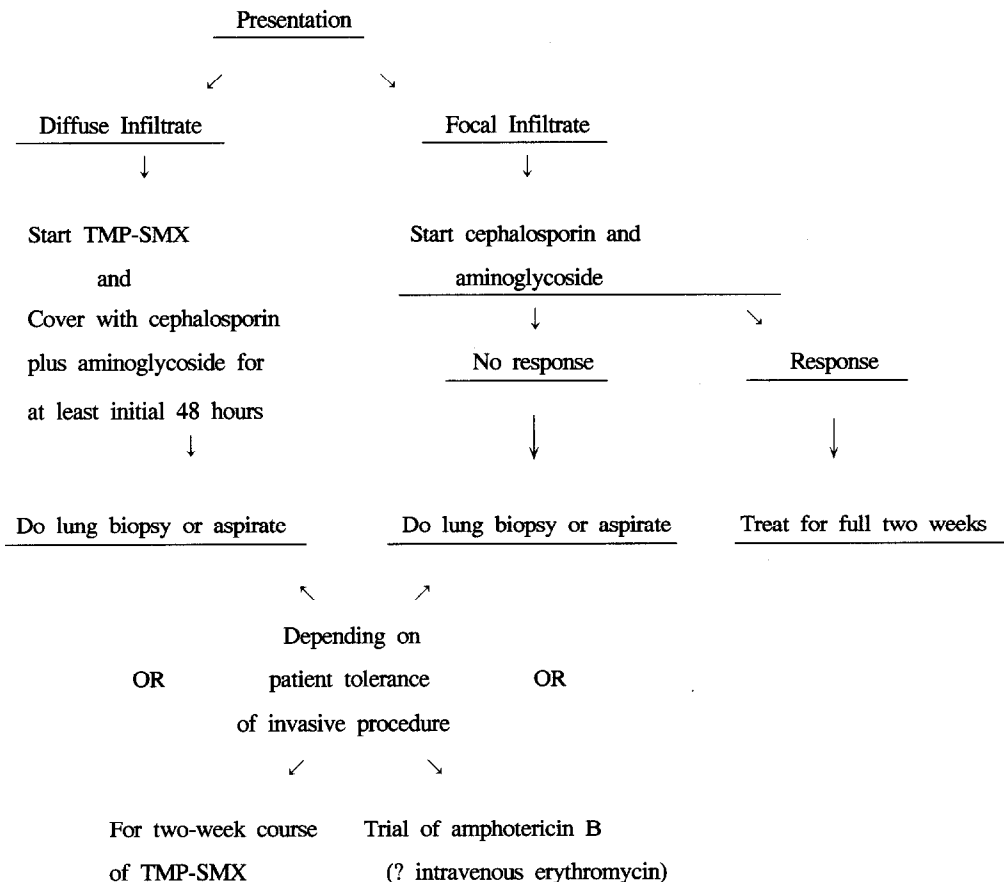 Presentation
Diffuse Infiltrate
Focal Infiltrate
Start TMP-SMX
and
Cover with cephalosporin
plus aminoglycoside for
at least initial 48 hours
Start cephalosporin and
aminoglycoside
No response
Response
Do lung biopsy or aspirate
Do lung biopsy or aspirate
Treat for full two weeks
Depending on
OR patient tolerance OR
of invasive procedure
For two-week course
of TMP-SMX
Trial of amphotericin B
(? intravenous erythromycin)